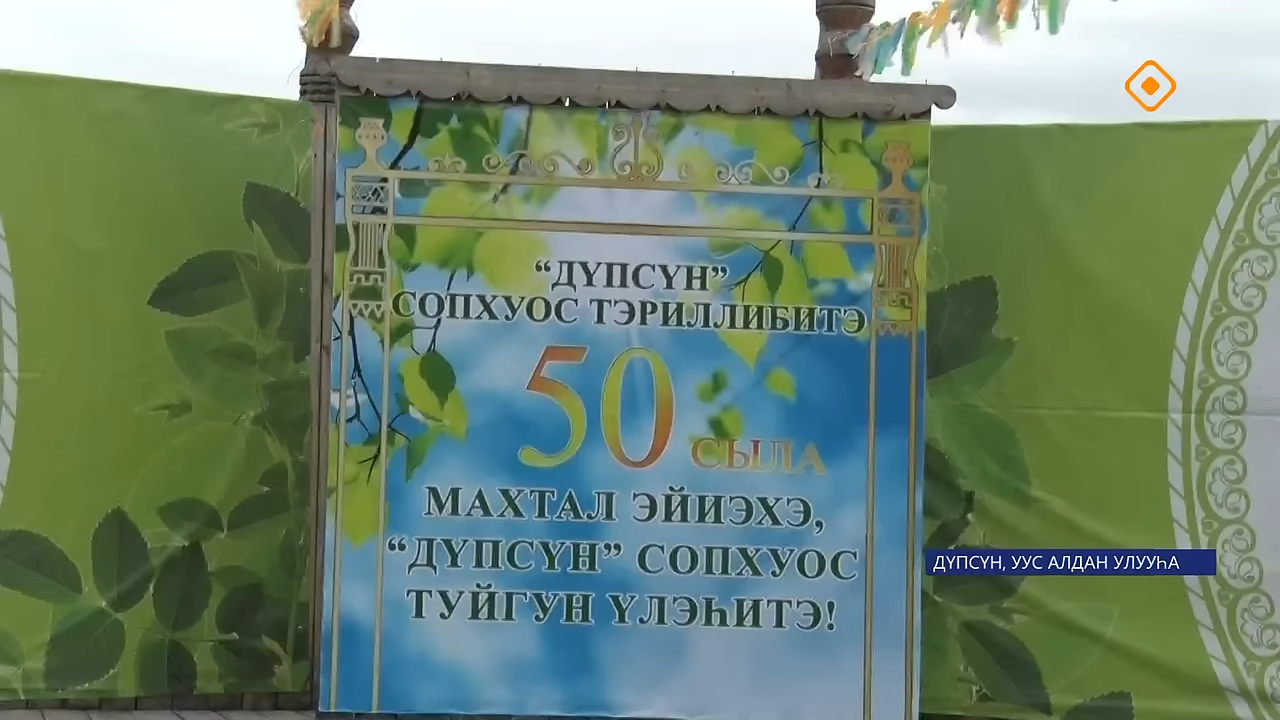 “ДҮПСҮН”
СОПХУОС ТЭРИЛЛИБИТЭ
50 СЫЛА
МАХТАЛ ЭЙИЭХЭ,
“ДҮПСҮН” СОПХУОС
ТУЙГУН ҮЛЭҺИТЭ!
ДҮПСҮН, УУС АЛДАН УЛУУҺА